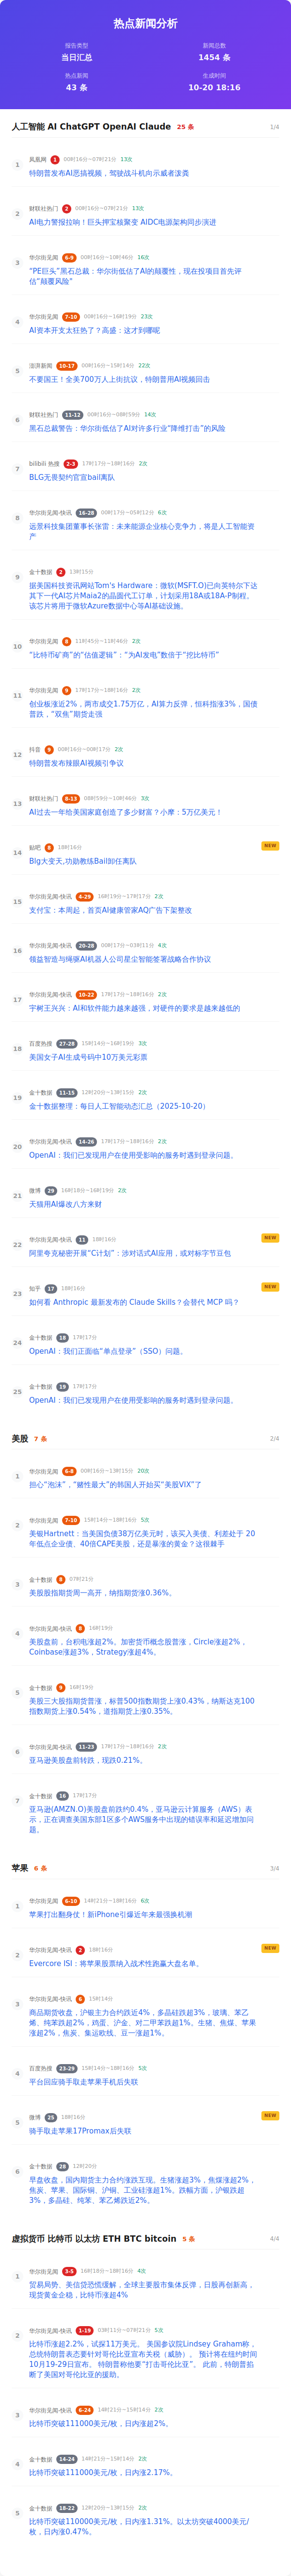 热点新闻分析
报告类型
新闻总数
当日汇总
1454 条
热点新闻
生成时间
43 条
10-20 18:16
人工智能 AI ChatGPT OpenAI Claude 25 条 1/4
1 凤凰网 1 00时16分~07时21分 13次
特朗普发布AI恶搞视频，驾驶战斗机向示威者泼粪
2 财联社热门 2 00时16分~07时21分 13次
AI电力警报拉响！巨头押宝核聚变 AIDC电源架构同步演进
3 华尔街见闻 6-9 00时16分~10时46分 16次
“PE巨头”黑石总裁：华尔街低估了AI的颠覆性，现在投项目首先评
估“颠覆风险”
4 华尔街见闻 7-10 00时16分~16时19分 23次
AI资本开支太狂热了？高盛：这才到哪呢
5 澎湃新闻 10-17 00时16分~15时14分 22次
不要国王！全美700万人上街抗议，特朗普用AI视频回击
6 财联社热门 11-12 00时16分~08时59分 14次
黑石总裁警告：华尔街低估了AI对许多行业“降维打击”的风险
7 bilibili 热搜 2-3 17时17分~18时16分 2次
BLG无畏契约官宣bail离队
8 华尔街见闻-快讯 16-28 00时17分~05时12分 6次
远景科技集团董事长张雷：未来能源企业核心竞争力，将是人工智能资
产
9 金十数据 2 13时15分
据美国科技资讯网站Tom's Hardware：微软(MSFT.O)已向英特尔下达
其下一代AI芯片Maia2的晶圆代工订单，计划采用18A或18A-P制程。
该芯片将用于微软Azure数据中心等AI基础设施。
10 华尔街见闻 8 11时45分~11时46分 2次
“比特币矿商”的“估值逻辑”：“为AI发电”数倍于“挖比特币”
11 华尔街见闻 9 17时17分~18时16分 2次
创业板涨近2%，两市成交1.75万亿，AI算力反弹，恒科指涨3%，国债
普跌，“双焦”期货走强
12 抖音 9 00时16分~00时17分 2次
特朗普发布辣眼AI视频引争议
13 财联社热门 8-13 08时59分~10时46分 3次
AI过去一年给美国家庭创造了多少财富？小摩：5万亿美元！
14 贴吧 8 18时16分 NEW
Blg大变天,功勋教练Bail卸任离队
15 华尔街见闻-快讯 4-29 16时19分~17时17分 2次
支付宝：本周起，首页AI健康管家AQ广告下架整改
16 华尔街见闻-快讯 20-28 00时17分~03时11分 4次
领益智造与绳驱AI机器人公司星尘智能签署战略合作协议
17 华尔街见闻-快讯 10-22 17时17分~18时16分 2次
宇树王兴兴：AI和软件能力越来越强，对硬件的要求是越来越低的
18 百度热搜 27-28 15时14分~16时19分 3次
美国女子AI生成号码中10万美元彩票
19 金十数据 11-15 12时20分~13时15分 2次
金十数据整理：每日人工智能动态汇总（2025-10-20）
20 华尔街见闻-快讯 14-26 17时17分~18时16分 2次
OpenAI：我们已发现用户在使用受影响的服务时遇到登录问题。
21 微博 29 16时18分~16时19分 2次
天猫用AI爆改八方来财
22 华尔街见闻-快讯 11 18时16分 NEW
阿里夸克秘密开展“C计划”：涉对话式AI应用，或对标字节豆包
23 知乎 17 18时16分 NEW
如何看 Anthropic 最新发布的 Claude Skills？会替代 MCP 吗？
24 金十数据 18 17时17分
OpenAI：我们正面临“单点登录”（SSO）问题。
25 金十数据 19 17时17分
OpenAI：我们已发现用户在使用受影响的服务时遇到登录问题。
美股 7 条 2/4
1 华尔街见闻 6-8 00时16分~13时15分 20次
担心“泡沫”，“赌性最大”的韩国人开始买“美股VIX”了
2 华尔街见闻 7-10 15时14分~18时16分 5次
美银Hartnett：当美国负债38万亿美元时，该买入美债、利差处于 20
年低点企业债、40倍CAPE美股，还是暴涨的黄金？这很棘手
3 金十数据 8 07时21分
美股股指期货周一高开，纳指期货涨0.36%。
4 华尔街见闻-快讯 8 16时19分
美股盘前，台积电涨超2%。加密货币概念股普涨，Circle涨超2%，
Coinbase涨超3%，Strategy涨超4%。
5 金十数据 9 16时19分
美股三大股指期货普涨，标普500指数期货上涨0.43%，纳斯达克100
指数期货上涨0.54%，道指期货上涨0.35%。
6 华尔街见闻-快讯 11-23 17时17分~18时16分 2次
亚马逊美股盘前转跌，现跌0.21%。
7 金十数据 16 17时17分
亚马逊(AMZN.O)美股盘前跌约0.4%，亚马逊云计算服务（AWS）表
示，正在调查美国东部1区多个AWS服务中出现的错误率和延迟增加问
题。
苹果 6 条 3/4
1 华尔街见闻 6-10 14时21分~18时16分 6次
苹果打出翻身仗！新iPhone引爆近年来最强换机潮
2 华尔街见闻-快讯 2 18时16分 NEW
Evercore ISI：将苹果股票纳入战术性跑赢大盘名单。
3 华尔街见闻-快讯 6 15时14分
商品期货收盘，沪银主力合约跌近4%，多晶硅跌超3%，玻璃、苯乙
烯、纯苯跌超2%，鸡蛋、沪金、对二甲苯跌超1%。生猪、焦煤、苹果
涨超2%，焦炭、集运欧线、豆一涨超1%。
4 百度热搜 23-29 15时14分~18时16分 5次
平台回应骑手取走苹果手机后失联
5 微博 25 18时16分 NEW
骑手取走苹果17Promax后失联
6 金十数据 28 12时20分
早盘收盘，国内期货主力合约涨跌互现。生猪涨超3%，焦煤涨超2%，
焦炭、苹果、国际铜、沪铜、工业硅涨超1%。跌幅方面，沪银跌超
3%，多晶硅、纯苯、苯乙烯跌近2%。
虚拟货币 比特币 以太坊 ETH BTC bitcoin 5 条 4/4
1 华尔街见闻 3-5 16时18分~18时16分 4次
贸易局势、美信贷恐慌缓解，全球主要股市集体反弹，日股再创新高，
现货黄金企稳，比特币涨超4%
2 华尔街见闻-快讯 1-19 03时11分~07时21分 5次
比特币涨超2.2%，试探11万美元。 美国参议院Lindsey Graham称，
总统特朗普表态要针对哥伦比亚宣布关税（威胁）。 预计将在纽约时间
10月19-20日宣布。 特朗普称他要“打击哥伦比亚”。 此前，特朗普掐
断了美国对哥伦比亚的援助。
3 华尔街见闻-快讯 6-24 14时21分~15时14分 2次
比特币突破111000美元/枚，日内涨超2%。
4 金十数据 14-24 14时21分~15时14分 2次
比特币突破111000美元/枚，日内涨2.17%。
5 金十数据 18-22 12时20分~13时15分 2次
比特币突破110000美元/枚，日内涨1.31%。以太坊突破4000美元/
枚，日内涨0.47%。